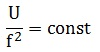 U/f² = const